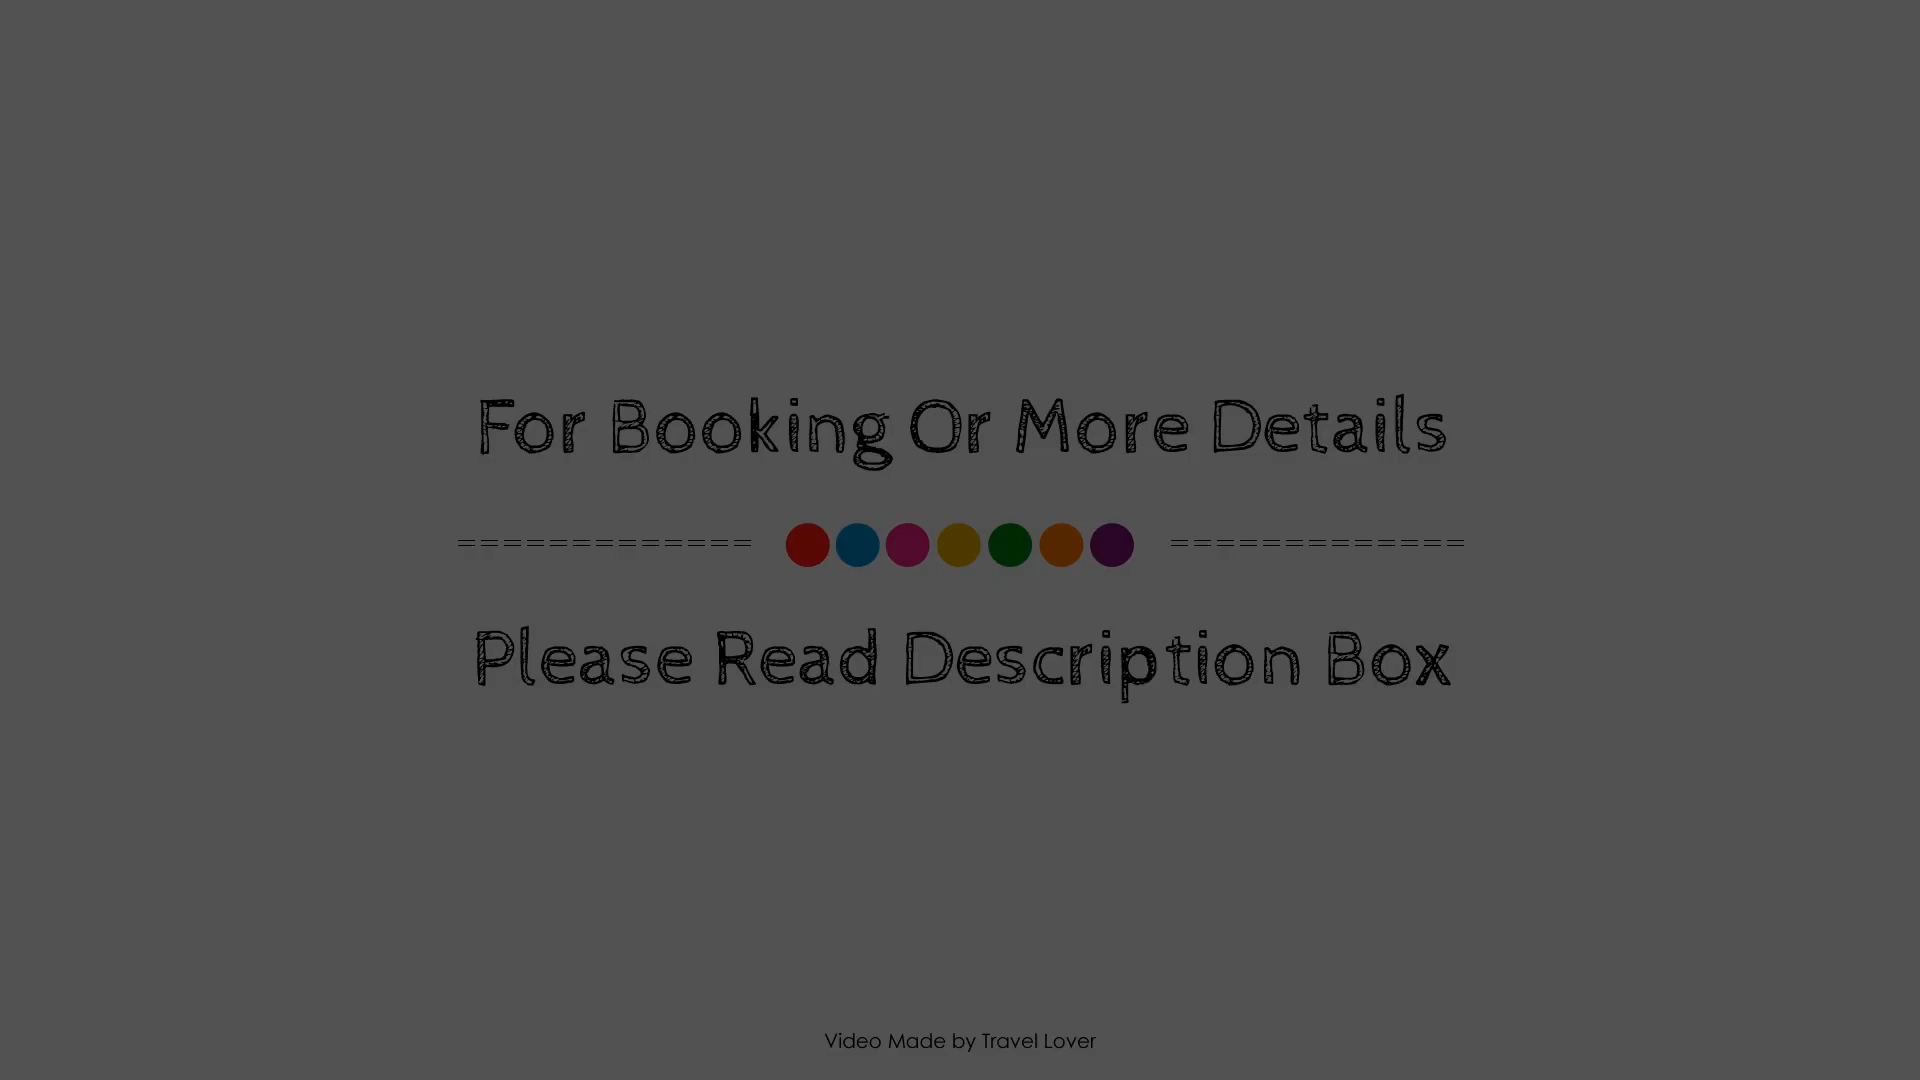 For Booking Or More Details
============= =============
Please Read Description Box
Video Made by Travel Lover